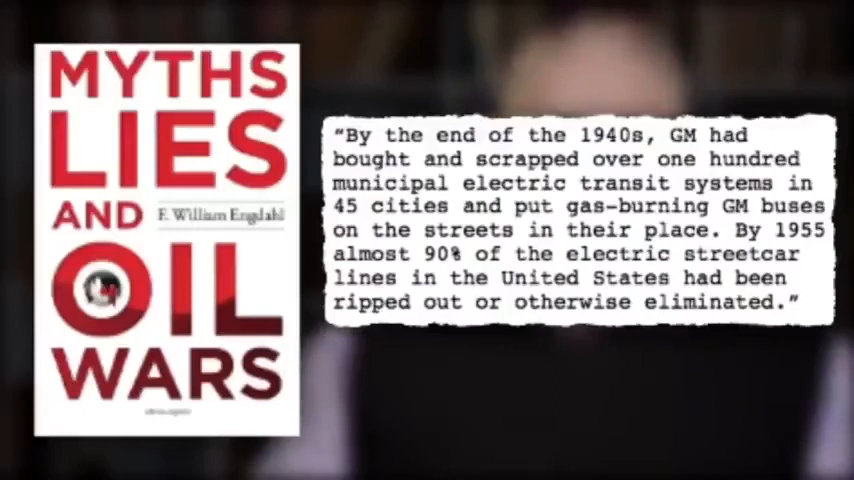 MYTHS
LIES
AND
F. William Engdahl
OIL
WARS
"By the end of the 1940s, GM had
bought and scrapped over one hundred
municipal electric transit systems in
45 cities and put gas-burning GM buses
on the streets in their place. By 1955
almost 90% of the electric streetcar
lines in the United States had been
ripped out or otherwise eliminated."